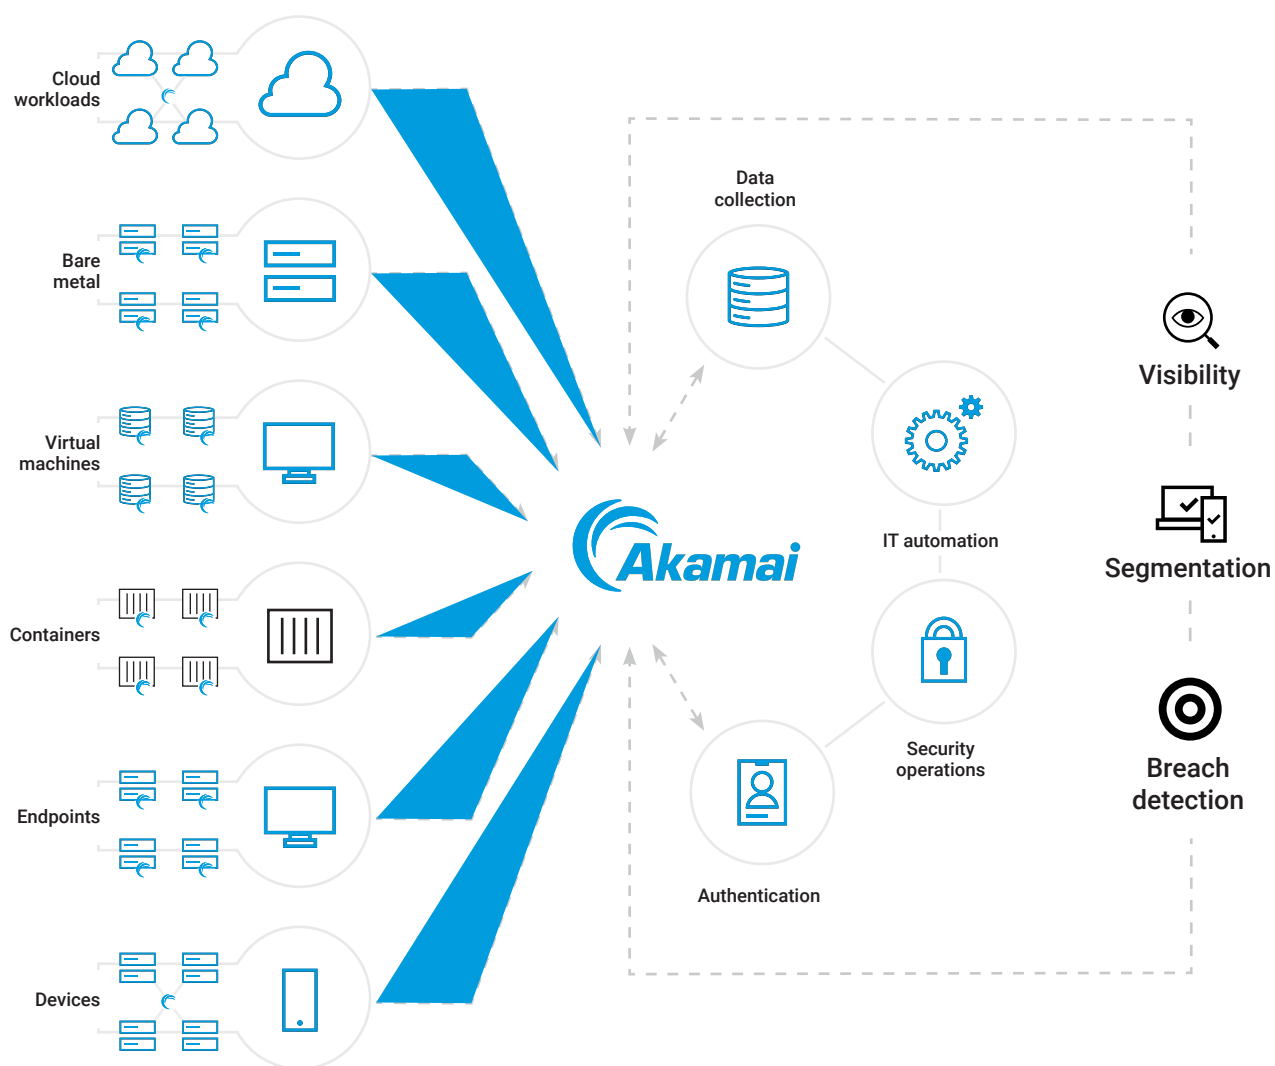 Cloud
workloads
Bare
metal
Virtual
machines
Containers
Endpoints
Devices
Akamai
Data
collection
IT automation
Security
operations
Authentication
Visibility
Segmentation
Breach
detection